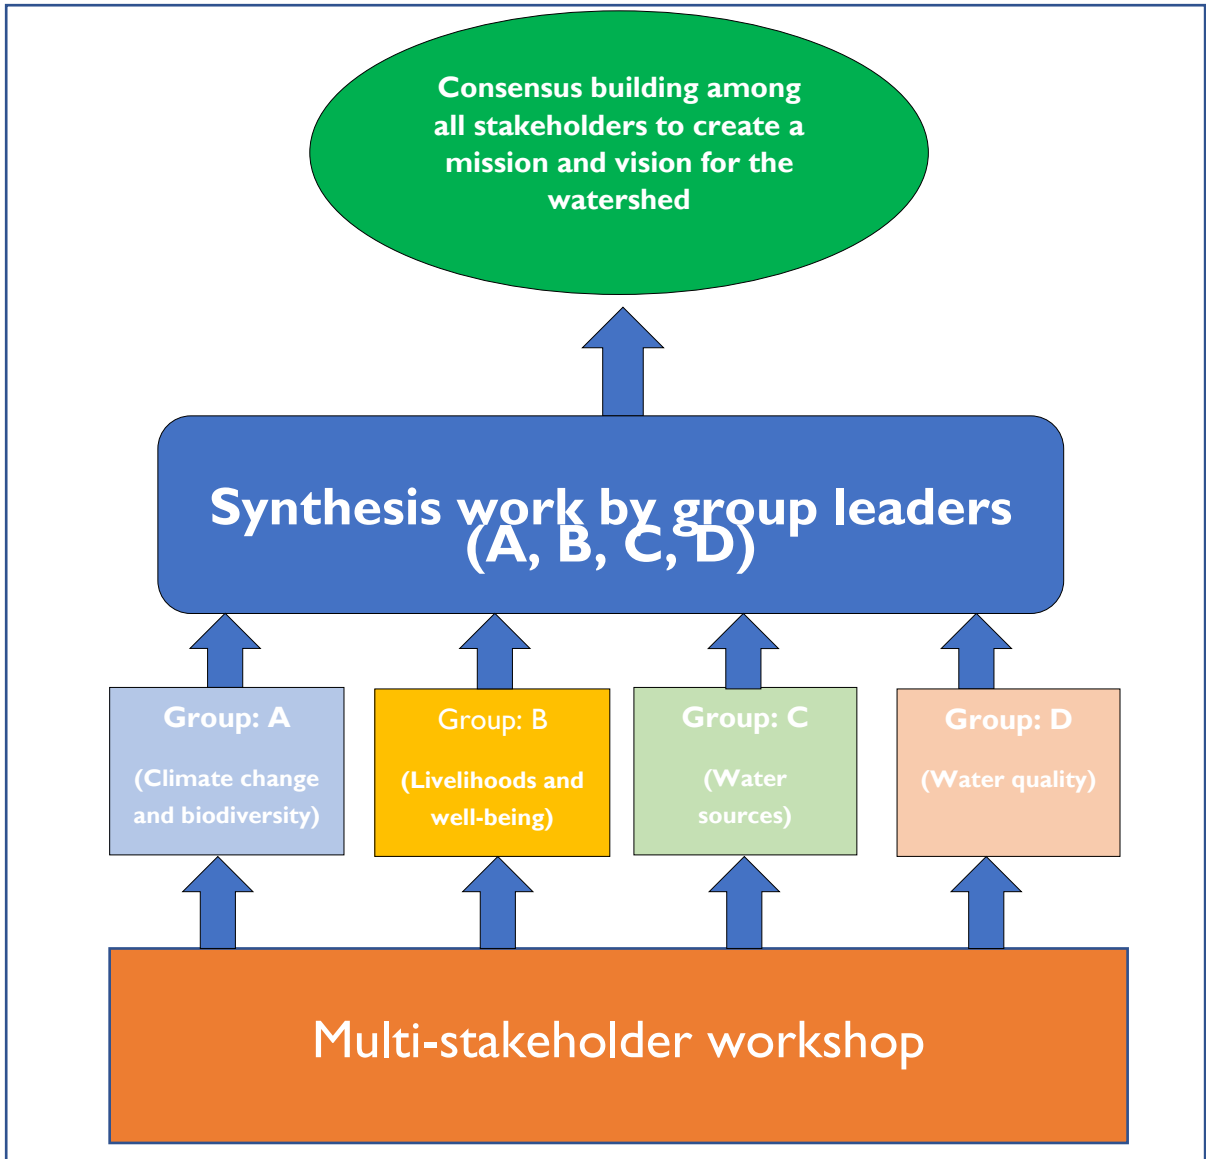 Consensus building among
all stakeholders to create a
mission and vision for the
watershed
Synthesis work by group leaders
(A, B, C, D)
Group: A
(Climate change
and biodiversity)
Group: B
(Livelihoods and
well-being)
Group: C
(Water
sources)
Group: D
(Water quality)
Multi-stakeholder workshop